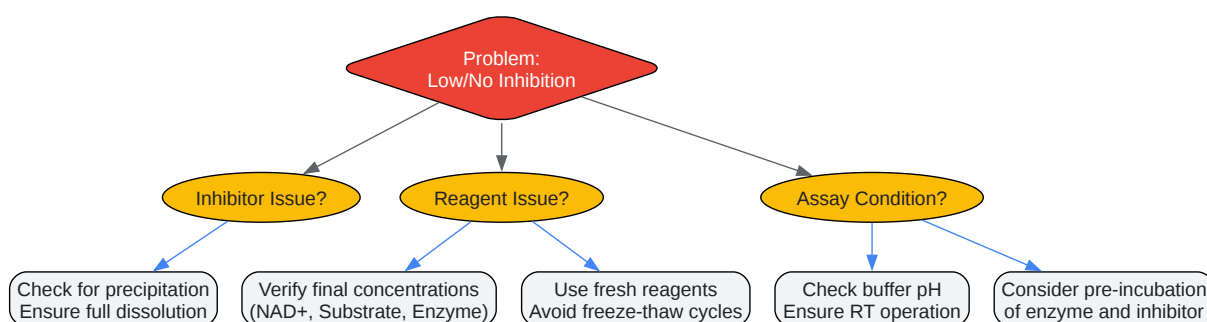 Problem:
Low/No Inhibition
Inhibitor Issue?
Reagent Issue?
Assay Condition?
Check for precipitation
Ensure full dissolution
Verify final concentrations
(NAD+, Substrate, Enzyme)
Use fresh reagents
Avoid freeze-thaw cycles
Check buffer pH
Ensure RT operation
Consider pre-incubation
of enzyme and inhibitor